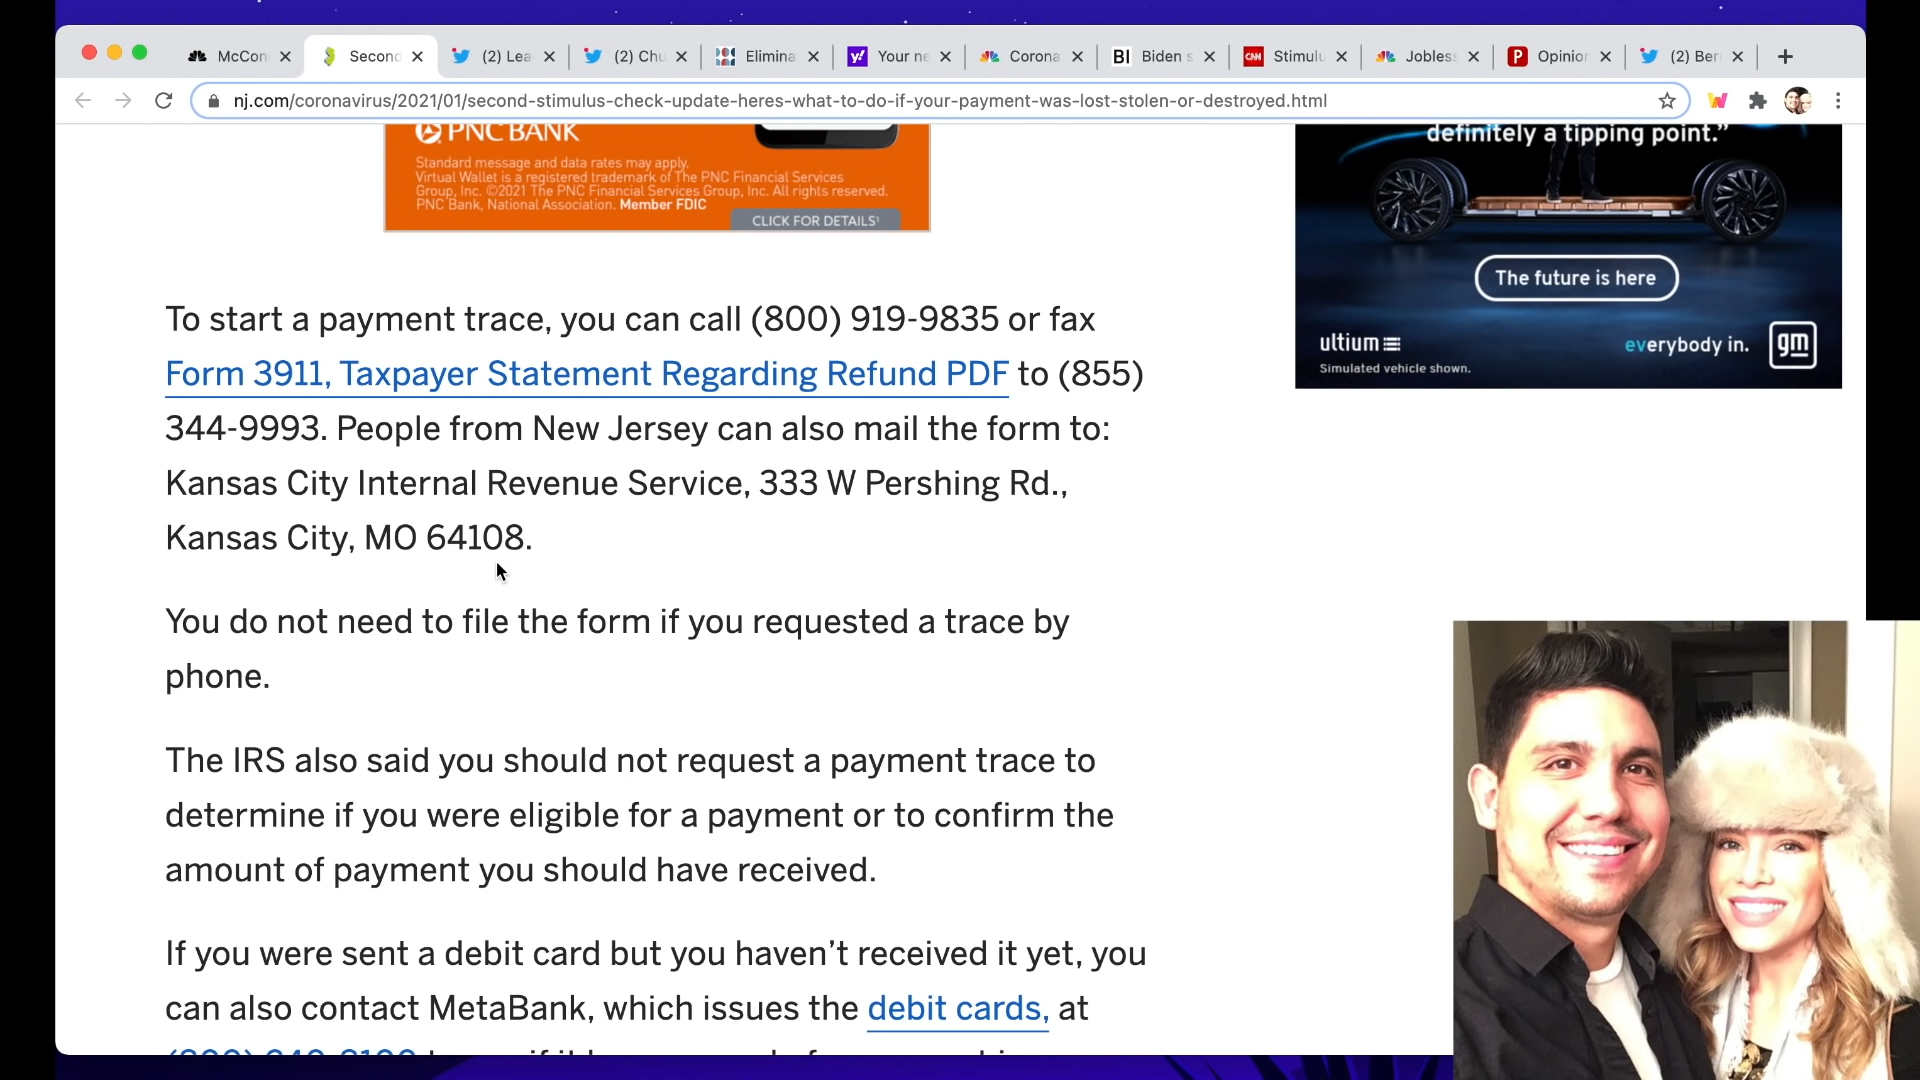 McCon
Second
(2) Lea
(2) Chu
Elimina
Your ne
Corona
BI Biden s
CNN Stimulu
Jobless
Opinion
(2) Ber
nj.com/coronavirus/2021/01/second-stimulus-check-update-heres-what-to-do-if-your-payment-was-lost-stolen-or-destroyed.html
PNC BANK
Standard message and data rates may apply.
Virtual Wallet is a registered trademark of The PNC Financial Services
Group, Inc. ©2021 The PNC Financial Services Group, Inc. All rights reserved.
PNC Bank, National Association. Member FDIC
CLICK FOR DETAILS¹
definitely a tipping point.”
The future is here
ultium
everybody in.
gm
Simulated vehicle shown.
To start a payment trace, you can call (800) 919-9835 or fax
Form 3911, Taxpayer Statement Regarding Refund PDF to (855)
344-9993. People from New Jersey can also mail the form to:
Kansas City Internal Revenue Service, 333 W Pershing Rd.,
Kansas City, MO 64108.
You do not need to file the form if you requested a trace by
phone.
The IRS also said you should not request a payment trace to
determine if you were eligible for a payment or to confirm the
amount of payment you should have received.
If you were sent a debit card but you haven’t received it yet, you
can also contact MetaBank, which issues the debit cards, at